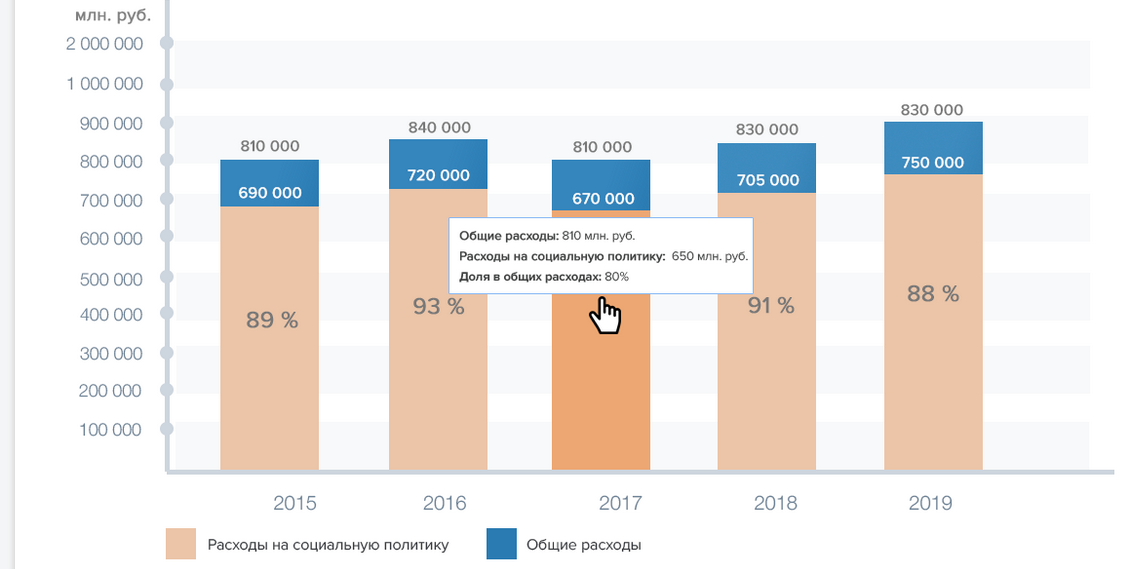 млн. руб.
2 000 000
1 000 000
900 000
800 000
700 000
600 000
500 000
400 000
300 000
200 000
100 000
810 000
690 000
89 %
840 000
720 000
93 %
810 000
670 000
Общие расходы: 810 млн. руб.
Расходы на социальную политику: 650 млн. руб.
Доля в общих расходах: 80%
830 000
705 000
91 %
830 000
750 000
88 %
2015 2016 2017 2018 2019
Расходы на социальную политику Общие расходы